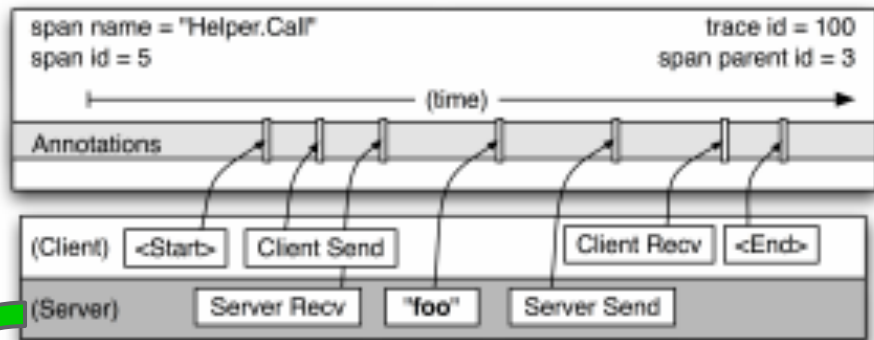 span name = "Helper.Call" trace id = 100
span id = 5 span parent id = 3
(time)
Annotations
(Client) <Start> Client Send Client Recv <End>
(Server) Server Recv "foo" Server Send